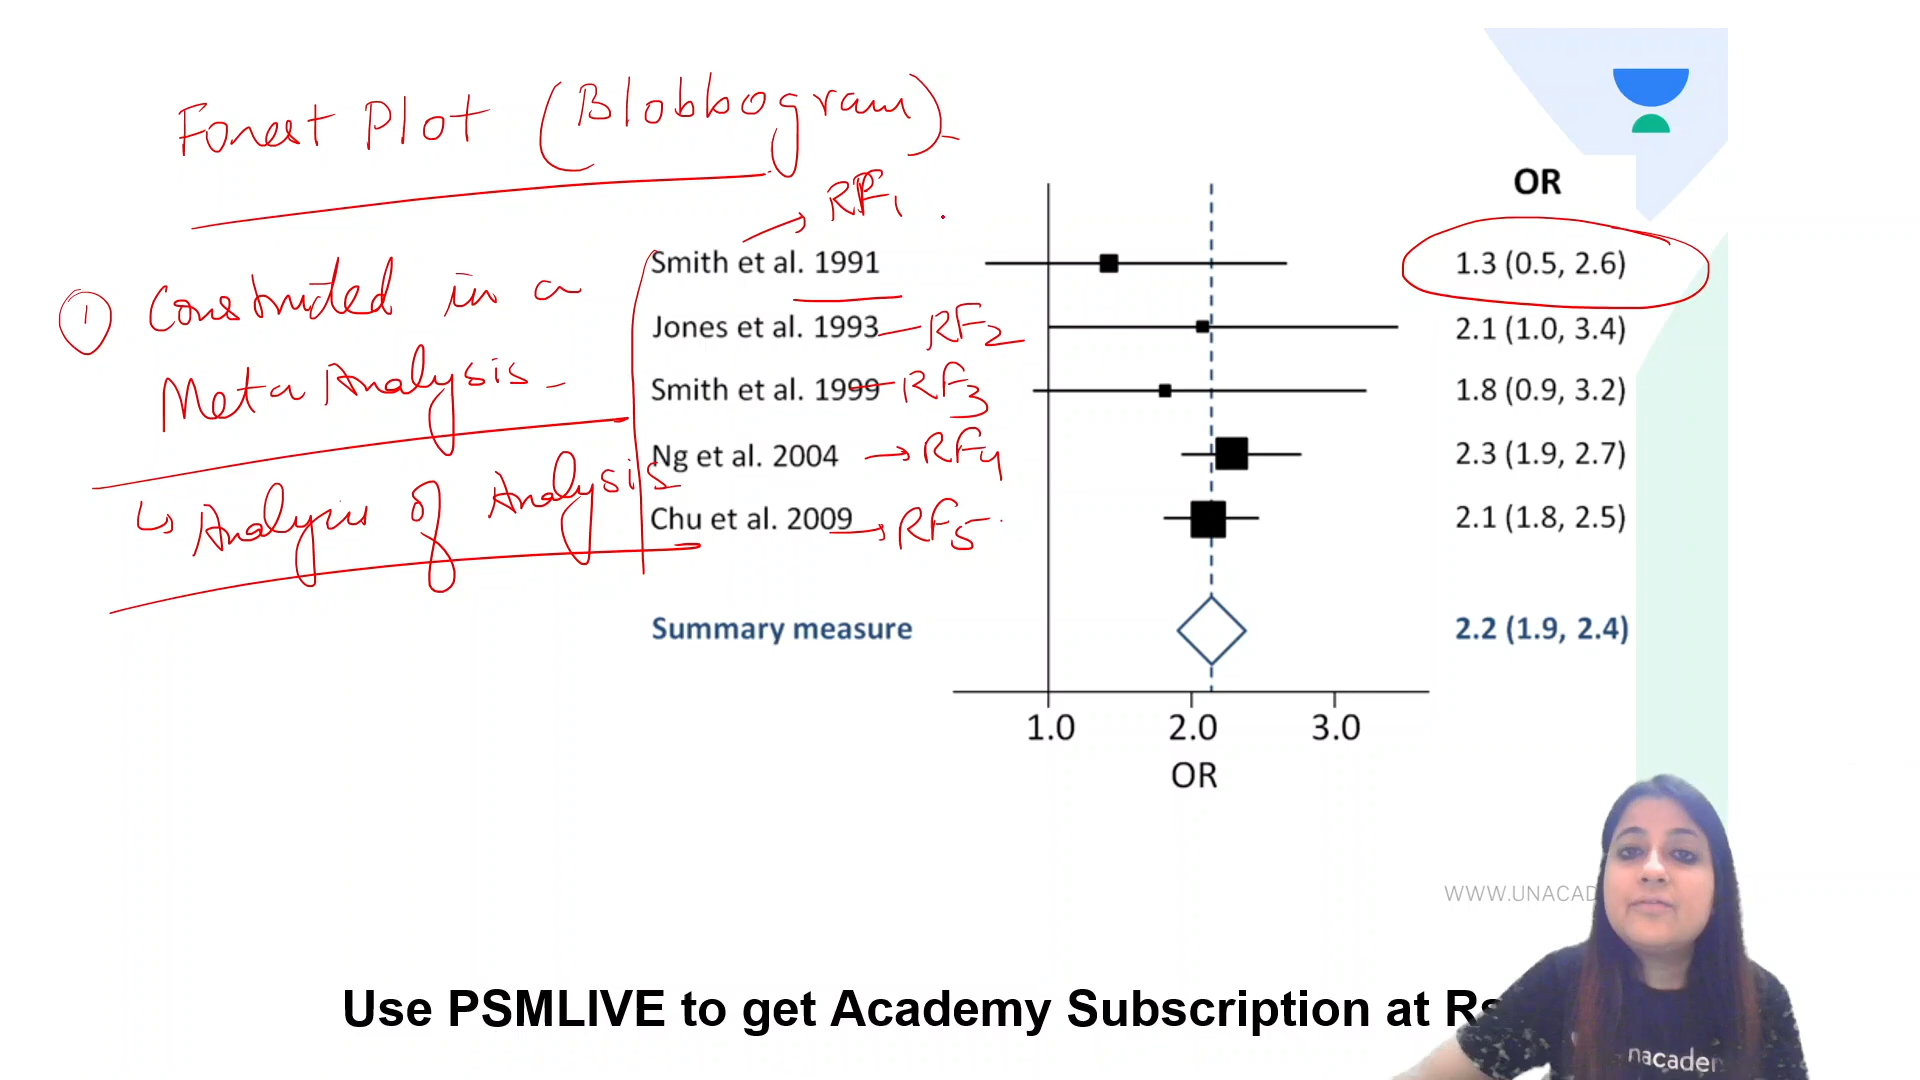 Forest Plot (Blobbogram)
① Constructed in a
Meta Analysis
↳ Analysis of Analysis
OR
RF1
Smith et al. 1991 1.3 (0.5, 2.6)
Jones et al. 1993 RF2 2.1 (1.0, 3.4)
Smith et al. 1999 RF3 1.8 (0.9, 3.2)
Ng et al. 2004 → RF4 2.3 (1.9, 2.7)
Chu et al. 2009 → RF5 2.1 (1.8, 2.5)
Summary measure 2.2 (1.9, 2.4)
1.0 2.0 3.0
OR
WWW.UNACAD
nacadem
Use PSMLIVE to get Academy Subscription at Rs